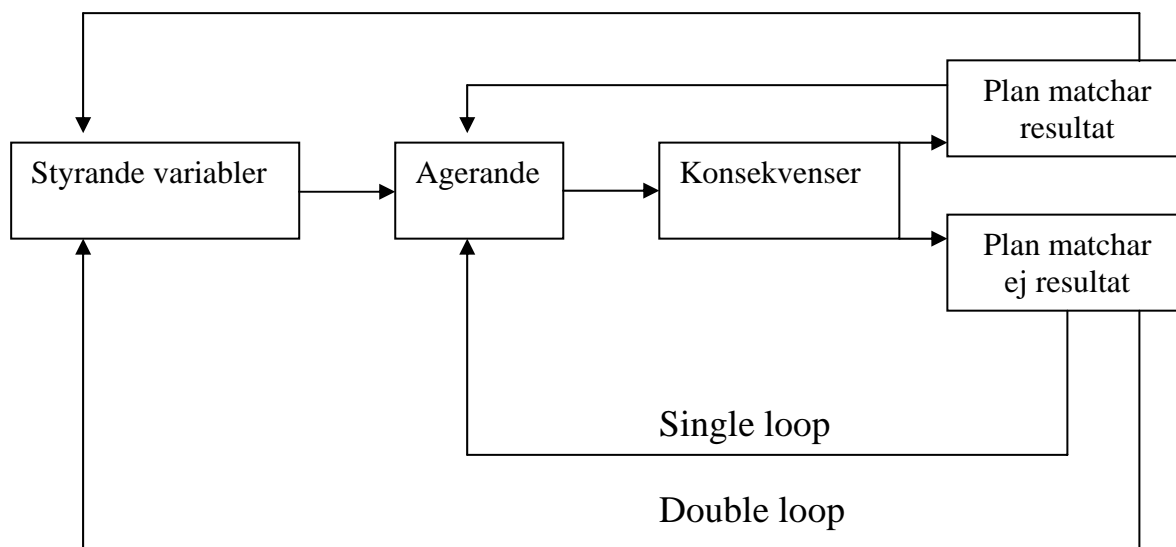 Plan matchar
resultat
Styrande variabler
Agerande
Konsekvenser
Plan matchar
ej resultat
Single loop
Double loop